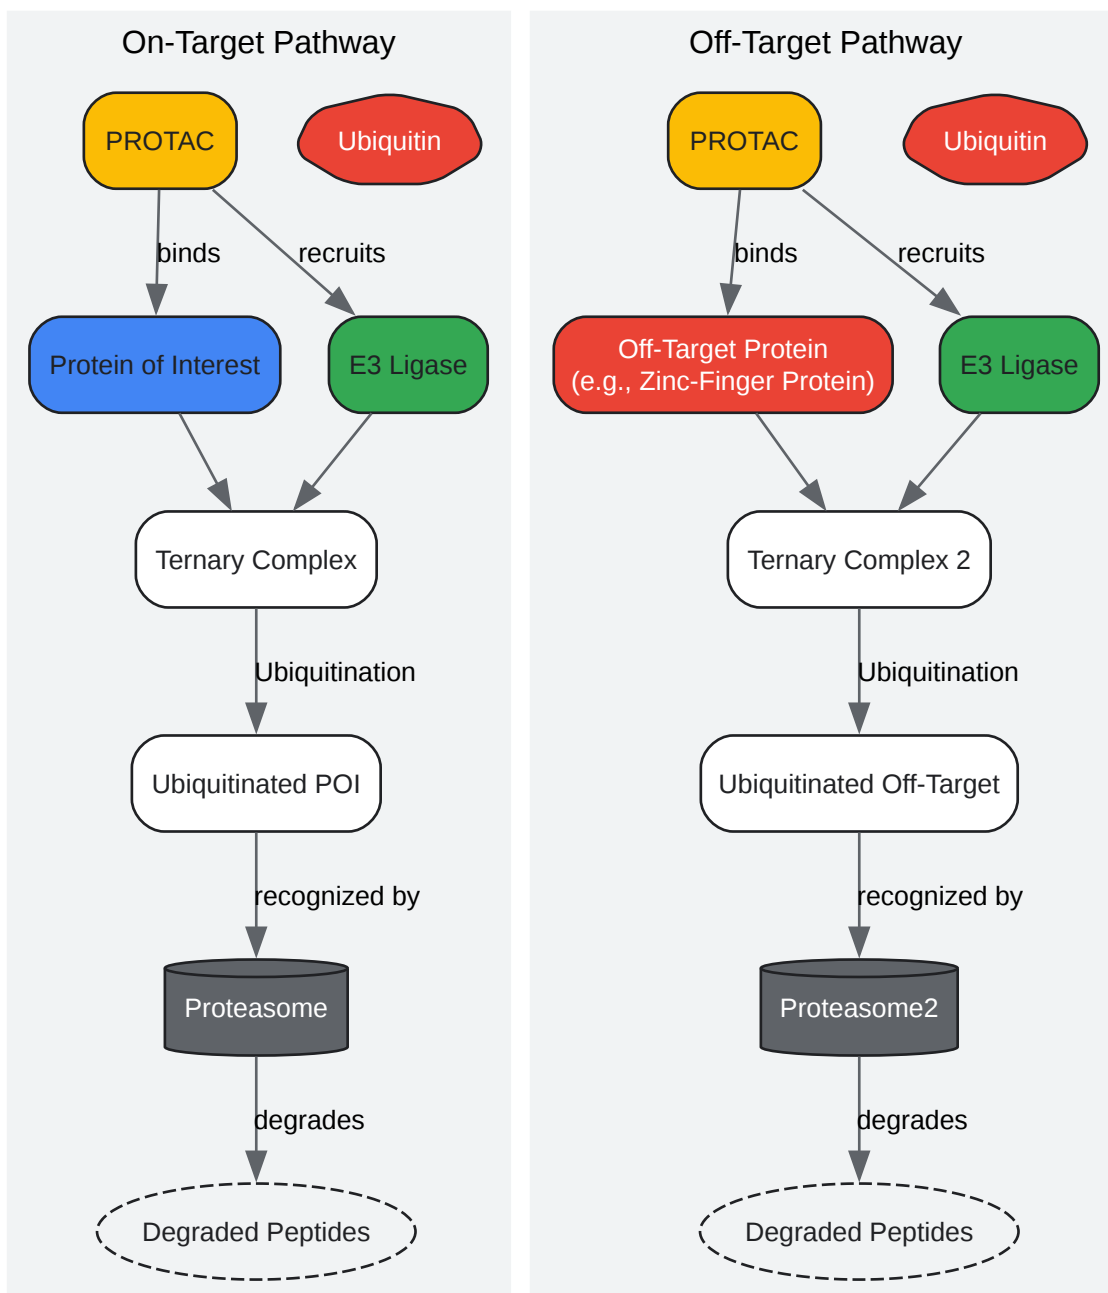 On-Target Pathway
PROTAC
Ubiquitin
binds
recruits
Protein of Interest
E3 Ligase
Ternary Complex
Ubiquitination
Ubiquitinated POI
recognized by
Proteasome
degrades
Degraded Peptides
Off-Target Pathway
PROTAC
Ubiquitin
binds
recruits
Off-Target Protein
(e.g., Zinc-Finger Protein)
E3 Ligase
Ternary Complex 2
Ubiquitination
Ubiquitinated Off-Target
recognized by
Proteasome2
degrades
Degraded Peptides